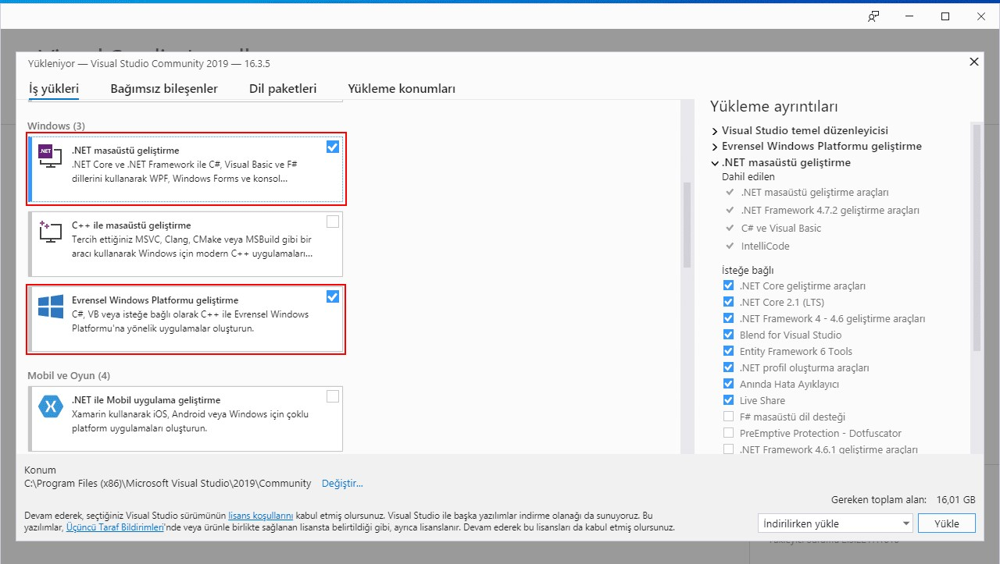 Yükleniyor — Visual Studio Community 2019 — 16.3.5
İş yükleri
Bağımsız bileşenler
Dil paketleri
Yükleme konumları
Windows (3)
.NET
.NET masaüstü geliştirme
.NET Core ve .NET Framework ile C#, Visual Basic ve F#
dillerini kullanarak WPF, Windows Forms ve konsol...
C++ ile masaüstü geliştirme
Tercih ettiğiniz MSVC, Clang, CMake veya MSBuild gibi bir
aracı kullanarak Windows için modern C++ uygulamaları...
Evrensel Windows Platformu geliştirme
C#, VB veya isteğe bağlı olarak C++ ile Evrensel Windows
Platformu'na yönelik uygulamalar oluşturun.
Mobil ve Oyun (4)
.NET ile Mobil uygulama geliştirme
Xamarin kullanarak iOS, Android veya Windows için çoklu
platform uygulamaları oluşturun.
Yükleme ayrıntıları
Visual Studio temel düzenleyicisi
Evrensel Windows Platformu geliştirme
.NET masaüstü geliştirme
Dahil edilen
.NET masaüstü geliştirme araçları
.NET Framework 4.7.2 geliştirme araçları
C# ve Visual Basic
IntelliCode
İsteğe bağlı
.NET Core geliştirme araçları
.NET Core 2.1 (LTS)
.NET Framework 4 - 4.6 geliştirme araçları
Blend for Visual Studio
Entity Framework 6 Tools
.NET profil oluşturma araçları
Anında Hata Ayıklayıcı
Live Share
F# masaüstü dil desteği
PreEmptive Protection - Dotfuscator
.NET Framework 4.6.1 geliştirme araçları
Konum
C:\Program Files (x86)\Microsoft Visual Studio\2019\Community Değiştir...
Gereken toplam alan: 16,01 GB
Devam ederek, seçtiğiniz Visual Studio sürümünün lisans koşullarını kabul etmiş olursunuz. Visual Studio ile başka yazılımlar indirme olanağı da sunuyoruz. Bu
yazılımlar, Üçüncü Taraf Bildirimleri'nde veya ürünle birlikte sağlanan lisansta belirtildiği gibi, ayrıca lisanslanır. Devam ederek bu lisansları da kabul etmiş olursunuz.
İndirilirken yükle
Yükle